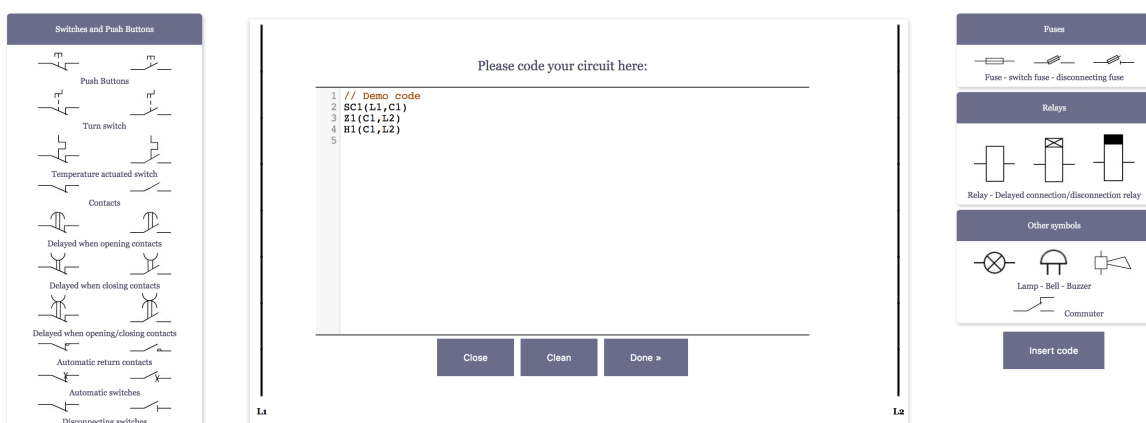 Switches and Push Buttons
Push Buttons
Turn switch
Temperature actuated switch
Contacts
Delayed when opening contacts
Delayed when closing contacts
Delayed when opening/closing contacts
Automatic return contacts
Automatic switches
Disconnecting switches
Please code your circuit here:
1 // Demo code
2 SC1(L1,C1)
3 Z1(C1,L2)
4 H1(C1,L2)
5
Close Clean Done »
L1 L2
Fuses
Fuse - switch fuse - disconnecting fuse
Relays
Relay - Delayed connection/disconnection relay
Other symbols
Lamp - Bell - Buzzer
Commuter
Insert code